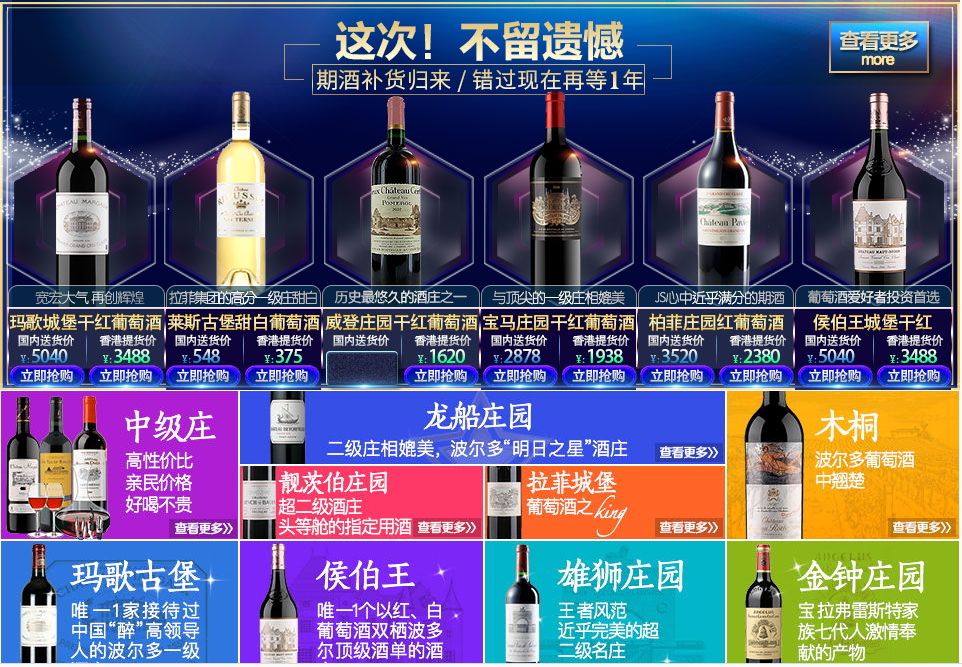 这次！不留遗憾
期酒补货归来 / 错过现在再等1年
查看更多
more
CHATEAU MARGAUX
POMEROL
Château Pavie
CHATEAU HAUT-BRION
宽宏大气 再创辉煌
玛歌城堡干红葡萄酒
国内送货价 香港提货价
¥:5040 ¥:3488
立即抢购 立即抢购
拉菲集团的高分一级庄甜白
莱斯古堡甜白葡萄酒
国内送货价 香港提货价
¥:548 ¥:375
立即抢购 立即抢购
历史最悠久的酒庄之一
威登庄园干红葡萄酒
国内送货价 香港提货价
¥:1620
立即抢购
与顶尖的一级庄相媲美
宝马庄园干红葡萄酒
国内送货价 香港提货价
¥:2878 ¥:1938
立即抢购 立即抢购
JS心中近乎满分的期酒
柏菲庄园红葡萄酒
国内送货价 香港提货价
¥:3520 ¥:2380
立即抢购 立即抢购
葡萄酒爱好者投资首选
侯伯王城堡干红
国内送货价 香港提货价
¥:5040 ¥:3488
立即抢购 立即抢购
中级庄
高性价比
亲民价格
好喝不贵
查看更多》
龙船庄园
二级庄相媲美，波尔多“明日之星”酒庄
查看更多》
木桐
波尔多葡萄酒
中翘楚
查看更多》
靓茨伯庄园
超二级酒庄
头等舱的指定用酒
查看更多》
拉菲城堡
葡萄酒之king
查看更多》
玛歌古堡
唯一1家接待过
中国“醉”高领导
人的波尔多一级
侯伯王
唯一1个以红、白
葡萄酒双栖波多
尔顶级酒单的酒
雄狮庄园
王者风范
近乎完美的超
二级名庄
金钟庄园
宝拉弗雷斯特家
族七代人激情奉
献的产物